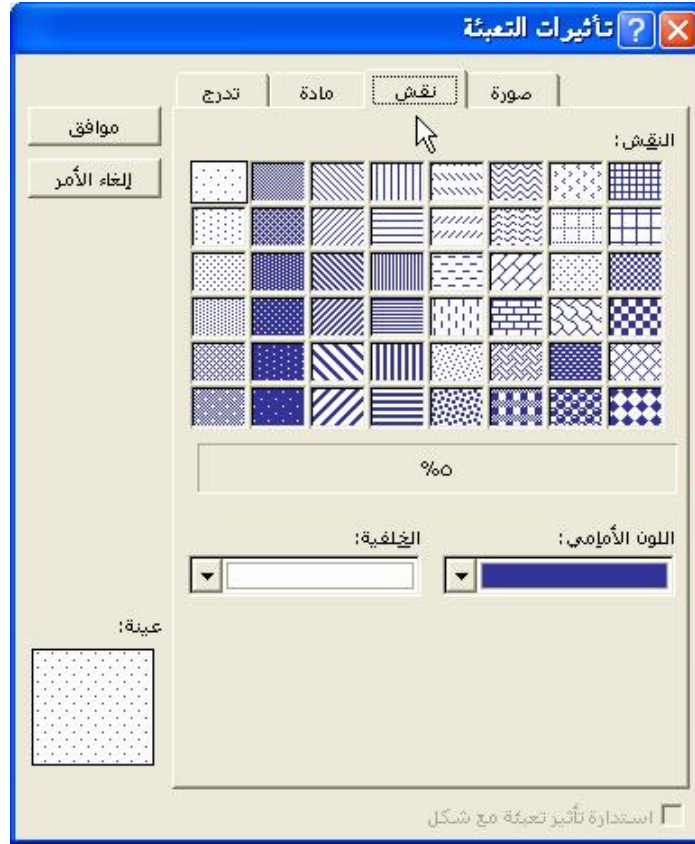 تأثيرات التعبئة
تدرج
مادة
نقش
صورة
موافق
إلغاء الأمر
النقش:
%٥
اللون الأمامي:
الخلفية:
عينة:
استدارة تأثير تعبئة مع شكل